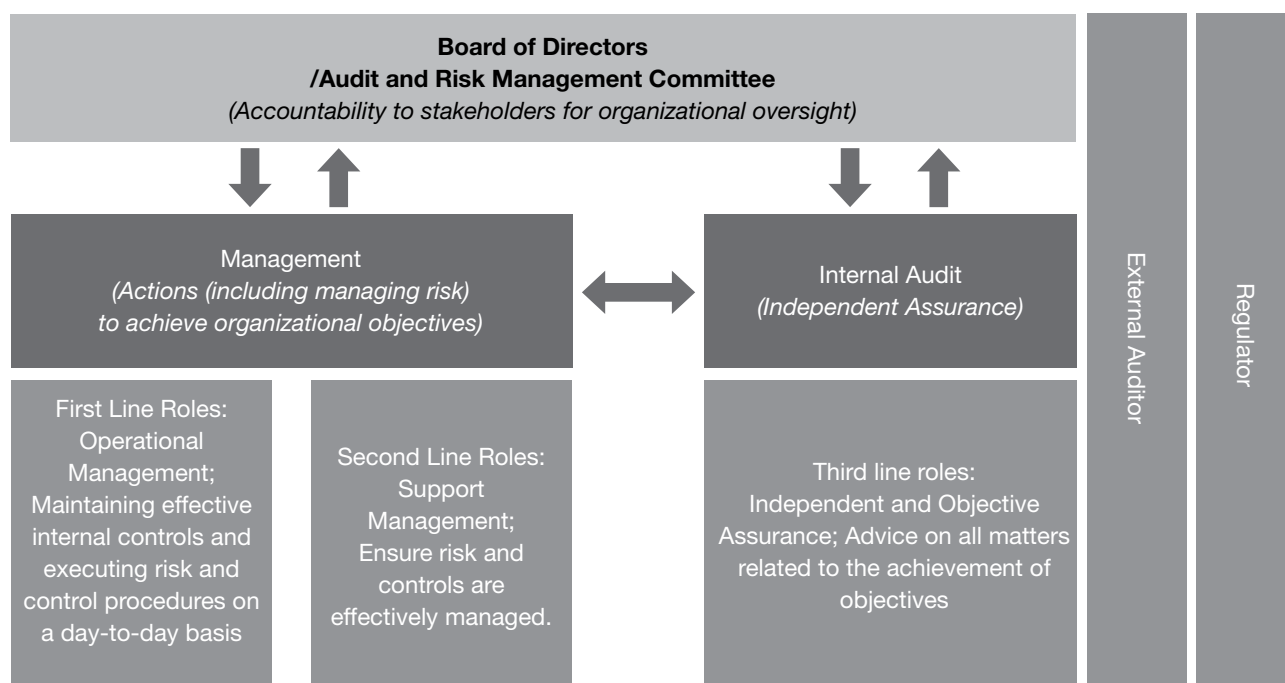 Board of Directors
/Audit and Risk Management Committee
(Accountability to stakeholders for organizational oversight)
Management
(Actions (including managing risk)
to achieve organizational objectives)
Internal Audit
(Independent Assurance)
First Line Roles:
Operational
Management;
Maintaining effective
internal controls and
executing risk and
control procedures on
a day-to-day basis
Second Line Roles:
Support
Management;
Ensure risk and
controls are
effectively managed.
Third line roles:
Independent and Objective
Assurance; Advice on all matters
related to the achievement of
objectives
External Auditor
Regulator